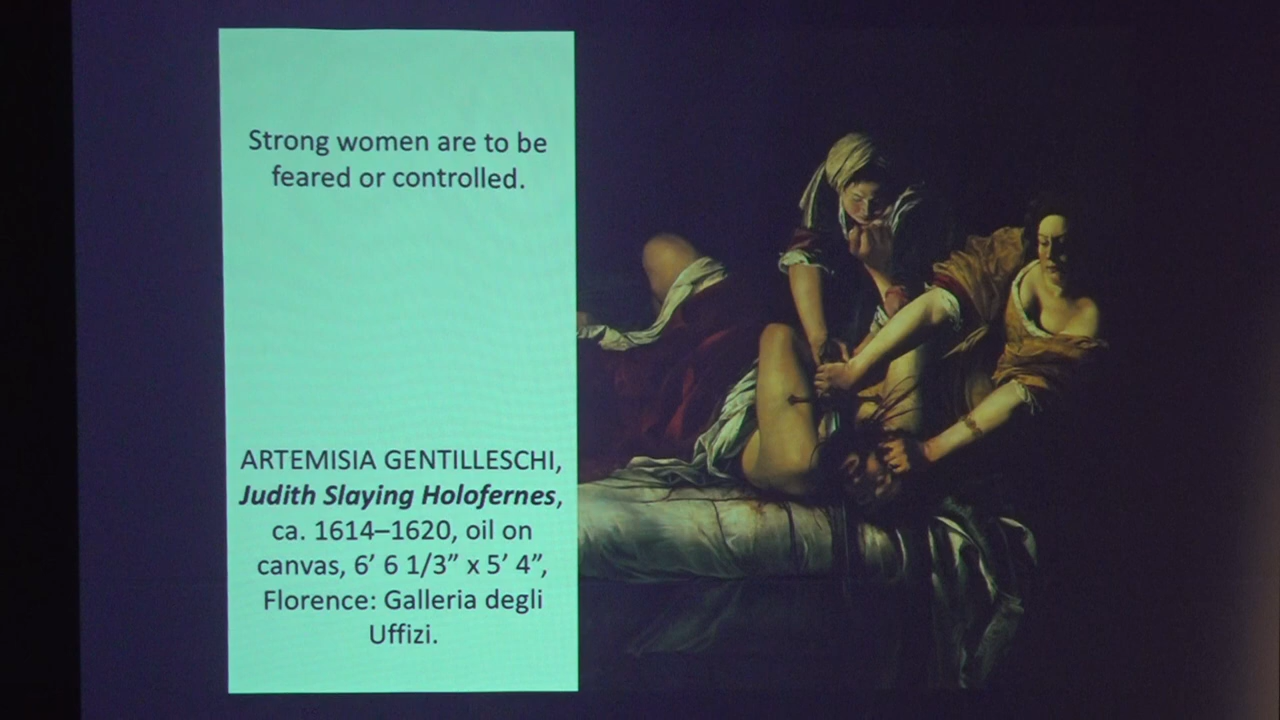 Strong women are to be
feared or controlled.
ARTEMISIA GENTILLESCHI,
Judith Slaying Holofernes,
ca. 1614–1620, oil on
canvas, 6’ 6 1/3” x 5’ 4”,
Florence: Galleria degli
Uffizi.